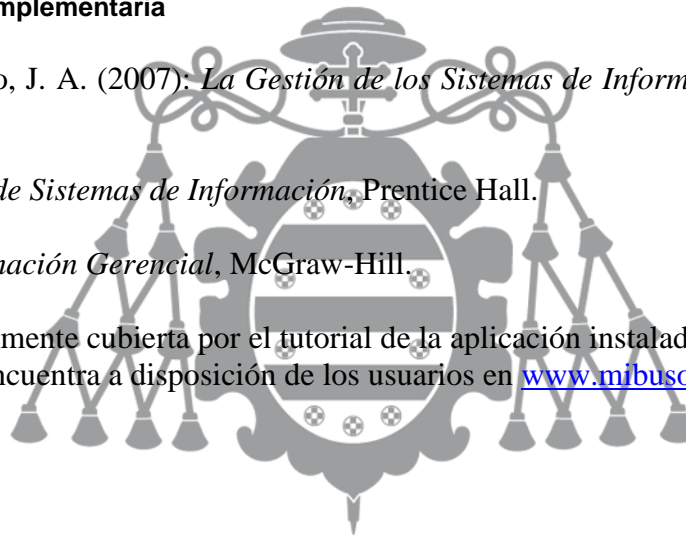 mplementaria
o, J. A. (2007): La Gestión de los Sistemas de Inform
de Sistemas de Información, Prentice Hall.
nación Gerencial, McGraw-Hill.
mente cubierta por el tutorial de la aplicación instalad
ncuentra a disposición de los usuarios en www.mibuso